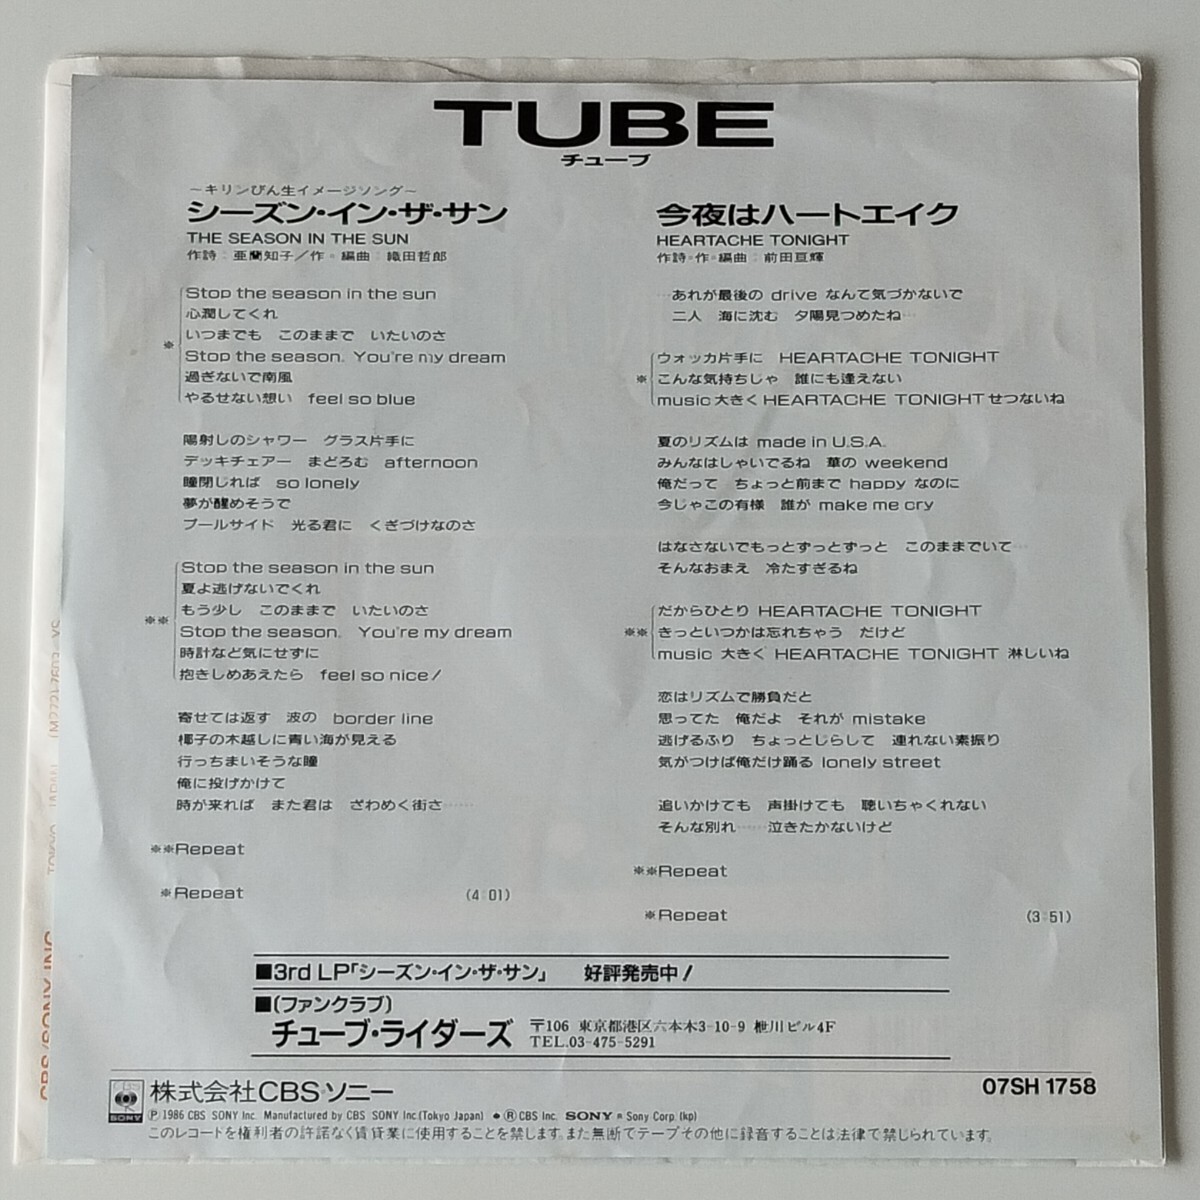 TUBE
チューブ
～キリンびん生イメージソング～
シーズン・イン・ザ・サン
THE SEASON IN THE SUN
作詩：亜蘭知子／作・編曲：織田哲郎
Stop the season in the sun
心潤してくれ
いつまでも　このままで　いたいのさ
※
Stop the season. You're my dream
過ぎないで南風
やるせない想い　feel so blue
陽射しのシャワー　グラス片手に
デッキチェアー　まどろむ　afternoon
瞳閉じれば　so lonely
夢が醒めそうで
プールサイド　光る君に　くぎづけなのさ
Stop the season in the sun
夏よ逃げないでくれ
もう少し　このままで　いたいのさ
※※
Stop the season. You're my dream
時計など気にせずに
抱きしめあえたら　feel so nice!
寄せては返す　波の　border line
椰子の木越しに青い海が見える
行っちまいそうな瞳
俺に投げかけて
時が来れば　また君は　ざわめく街さ……
※※Repeat
※Repeat　(4:01)
今夜はハートエイク
HEARTACHE TONIGHT
作詩・作・編曲：前田亘輝
…あれが最後の drive なんて気づかないで
二人　海に沈む　夕陽見つめたね…
ウォッカ片手に　HEARTACHE TONIGHT
※こんな気持ちじゃ　誰にも逢えない
music 大きく HEARTACHE TONIGHT せつないね
夏のリズムは made in U.S.A.
みんなはしゃいでるね　華の weekend
俺だって　ちょっと前まで happy なのに
今じゃこの有様　誰が make me cry
はなさないでもっとずっとずっと　このままでいて…
そんなおまえ　冷たすぎるね
だからひとり HEARTACHE TONIGHT
※※きっといつかは忘れちゃう　だけど
music 大きく HEARTACHE TONIGHT 淋しいね
恋はリズムで勝負だと
思ってた　俺だよ　それが mistake
逃げるふり　ちょっとじらして　連れない素振り
気がつけば俺だけ踊る lonely street
追いかけても　声掛けても　聴いちゃくれない
そんな別れ……泣きたかないけど
※※Repeat
※Repeat　(3:51)
■3rd LP「シーズン・イン・ザ・サン」　好評発売中!
■(ファンクラブ)
チューブ・ライダーズ　〒106 東京都港区六本木3-10-9 枻川ビル4F
TEL.03-475-5291
CBS SONY 株式会社CBS・ソニー　07SH 1758
Ⓟ1986 CBS SONY Inc. Manufactured by CBS SONY Inc.(Tokyo Japan) ●Ⓡ CBS Inc. SONY ® Sony Corp.(kp)
このレコードを権利者の許諾なく賃貸業に使用することを禁じます。また無断でテープその他に録音することは法律で禁じられています。
CBS/SONY INC.